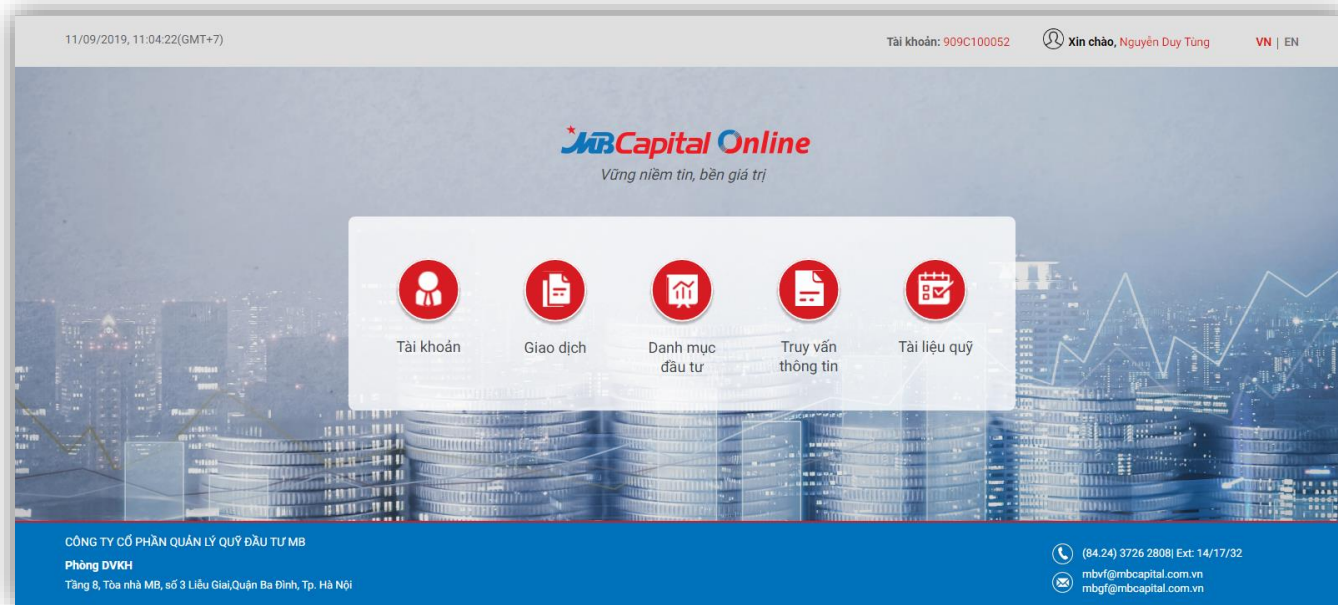 11/09/2019, 11:04:22(GMT+7)
Tài khoản: 909C100052
Xin chào, Nguyễn Duy Tùng
VN | EN
MBCapital Online
Vững niềm tin, bền giá trị
Tài khoản
Giao dịch
Danh mục
đầu tư
Truy vấn
thông tin
Tài liệu quỹ
CÔNG TY CỔ PHẦN QUẢN LÝ QUỸ ĐẦU TƯ MB
Phòng DVKH
Tầng 8, Tòa nhà MB, số 3 Liễu Giai,Quận Ba Đình, Tp. Hà Nội
(84.24) 3726 2808| Ext: 14/17/32
mbvf@mbcapital.com.vn
mbgf@mbcapital.com.vn